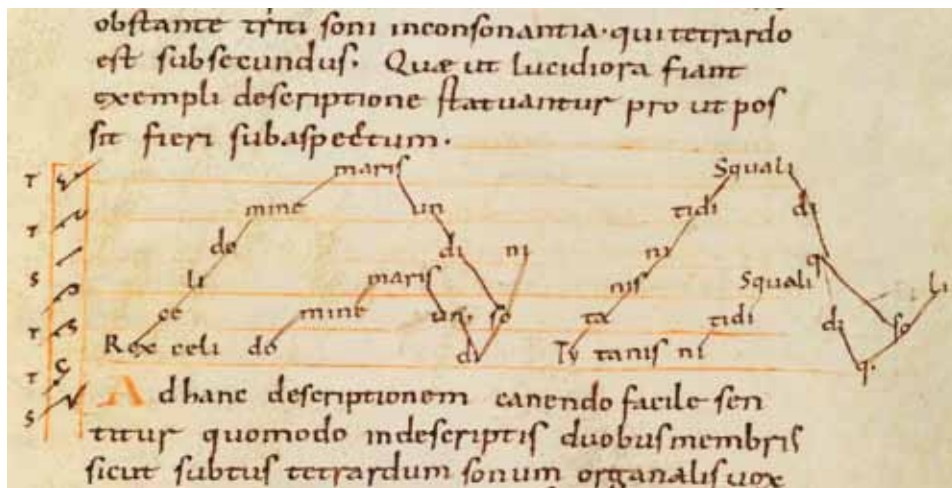 obstante triti soni inconsonantia· qui tetrardo
est subsecundus. Quæ ut lucidiora fiant
exempli descriptione statuantur pro ut pos
sit fieri subaspectum·
maris Squali
T
mine un tidi di
T
do di ni ni q
S li maris nis Squali li
ce mine un· so ta tidi di so
T
Rex celi do di Ty tanis ni q·
T
S
Ad hanc descriptionem canendo facile sen
titur quomodo indescriptis duobus membris
sicut subtus tetrardum sonum organalis uox